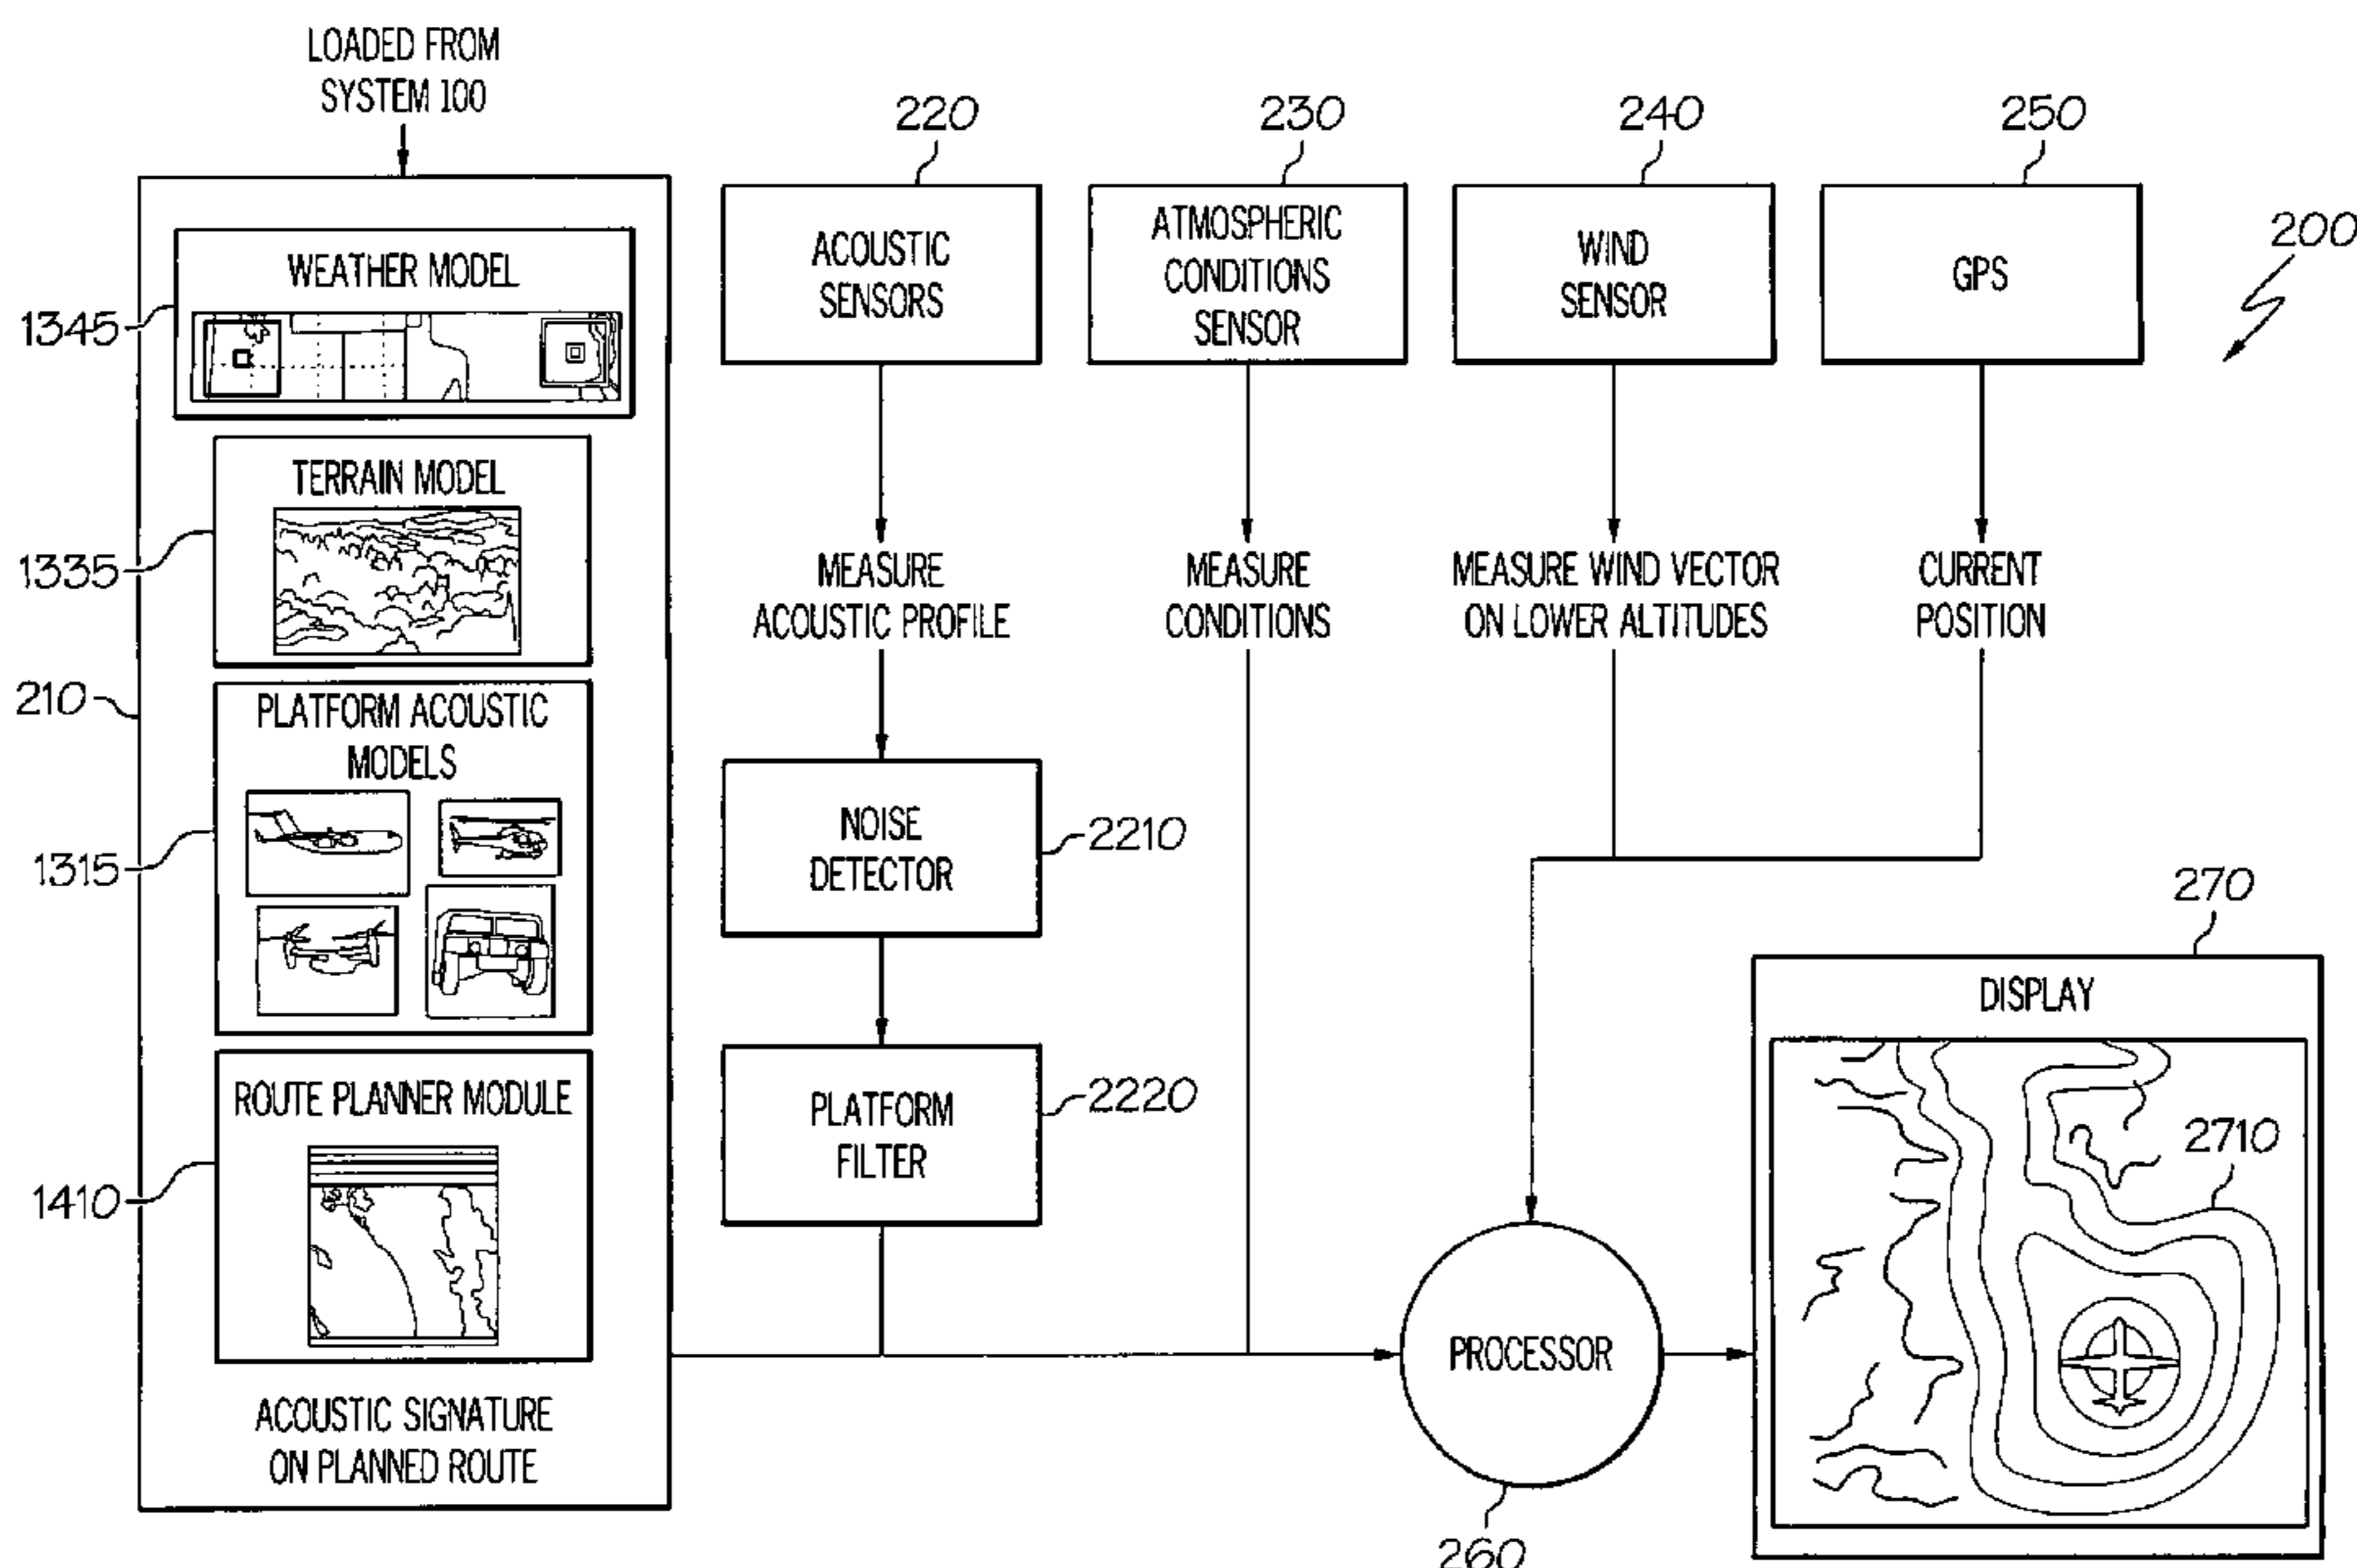 LOADED FROM
SYSTEM 100
220
230
240
250
200
WEATHER MODEL
1345
ACOUSTIC
SENSORS
ATMOSPHERIC
CONDITIONS
SENSOR
WIND
SENSOR
GPS
TERRAIN MODEL
1335
MEASURE
ACOUSTIC PROFILE
MEASURE
CONDITIONS
MEASURE WIND VECTOR
ON LOWER ALTITUDES
CURRENT
POSITION
210
PLATFORM ACOUSTIC
MODELS
1315
NOISE
DETECTOR
2210
270
DISPLAY
ROUTE PLANNER MODULE
1410
PLATFORM
FILTER
2220
2710
PROCESSOR
260
ACOUSTIC SIGNATURE
ON PLANNED ROUTE